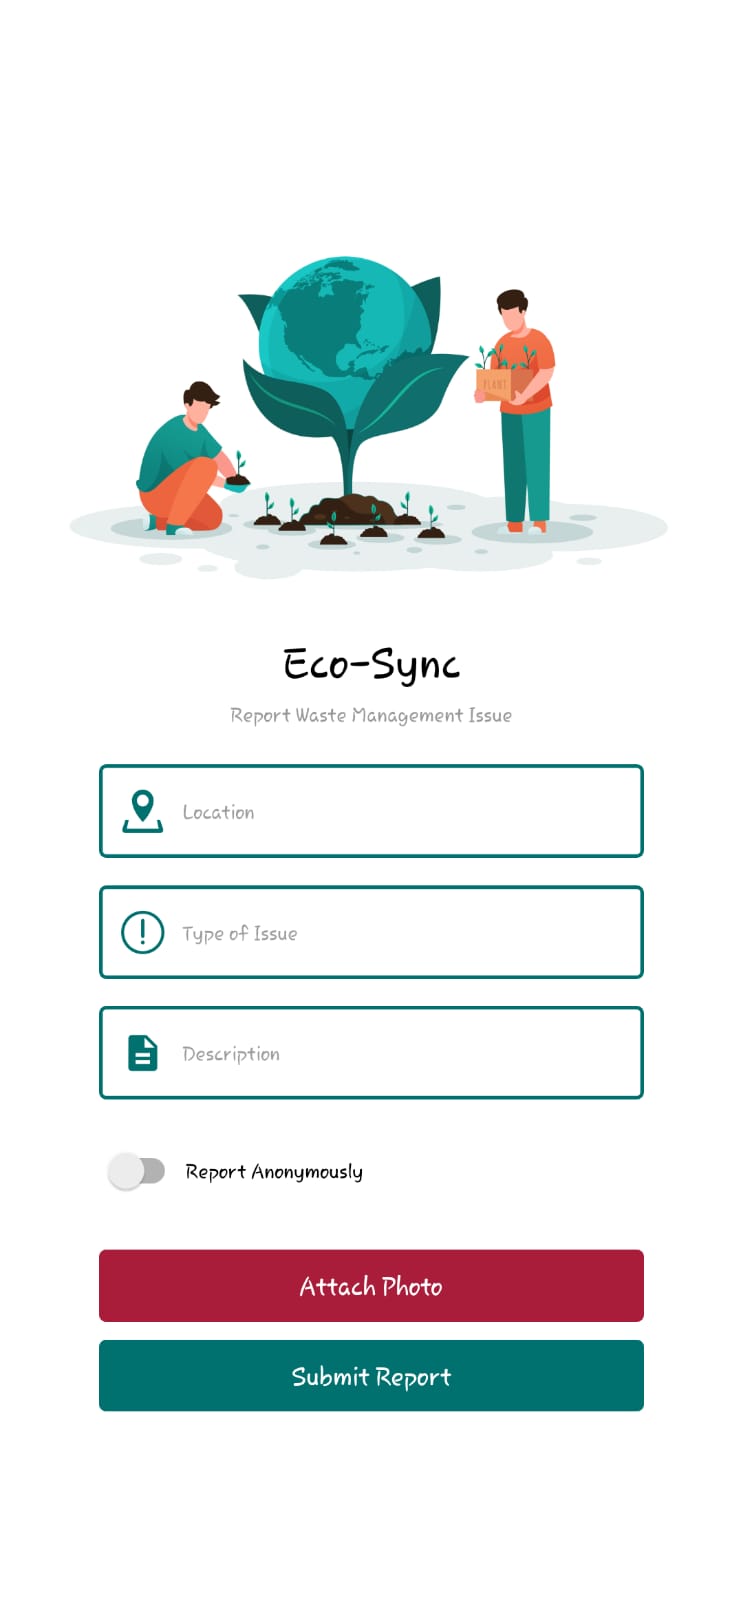 PLANT
Eco-Sync
Report Waste Management Issue
Location
Type of Issue
Description
Report Anonymously
Attach Photo
Submit Report